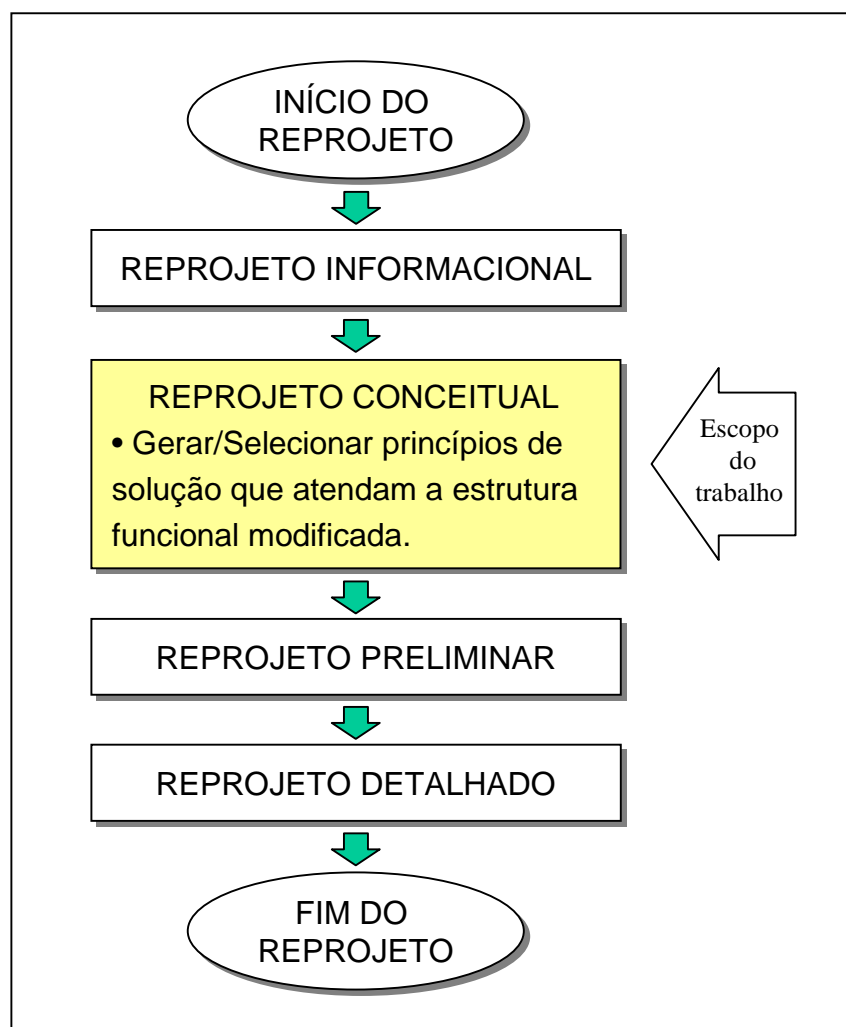 INÍCIO DO
REPROJETO
REPROJETO INFORMACIONAL
REPROJETO CONCEITUAL
• Gerar/Selecionar princípios de
solução que atendam a estrutura
funcional modificada.
Escopo
do
trabalho
REPROJETO PRELIMINAR
REPROJETO DETALHADO
FIM DO
REPROJETO